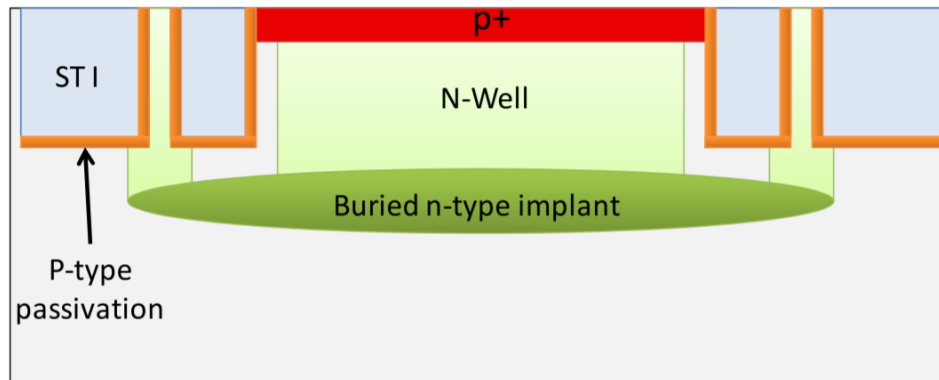 p+
ST I
N-Well
Buried n-type implant
P-type
passivation